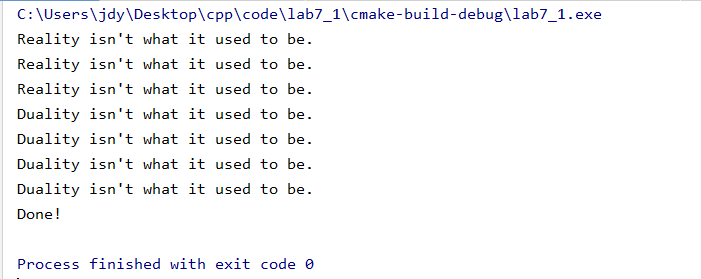 C:\Users\jdy\Desktop\cpp\code\lab7_1\cmake-build-debug\lab7_1.exe
Reality isn't what it used to be.
Reality isn't what it used to be.
Reality isn't what it used to be.
Duality isn't what it used to be.
Duality isn't what it used to be.
Duality isn't what it used to be.
Duality isn't what it used to be.
Done!
Process finished with exit code 0